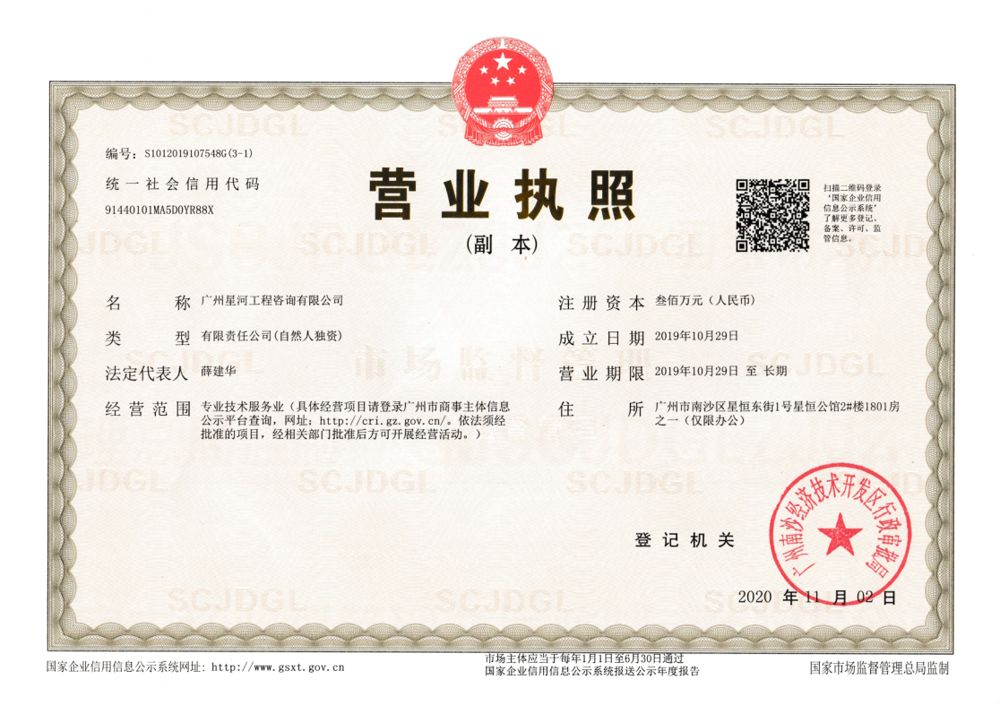 编号：S1012019107548G(3-1)
统一社会信用代码
91440101MA5D0YR88X
营业执照
(副 本)
扫描二维码登录
‘国家企业信用
信息公示系统’
了解更多登记、
备案、许可、监
管信息。
名 称 广州星河工程咨询有限公司
类 型 有限责任公司(自然人独资)
法定代表人 薛建华
经营范围 专业技术服务业（具体经营项目请登录广州市商事主体信息
公示平台查询，网址：http://cri.gz.gov.cn/。依法须经
批准的项目，经相关部门批准后方可开展经营活动。）
注册资本 叁佰万元（人民币）
成立日期 2019年10月29日
营业期限 2019年10月29日 至 长期
住 所 广州市南沙区星恒东街1号星恒公馆2#楼1801房
之一（仅限办公）
登记机关
广州南沙经济技术开发区行政审批局
2020 年 11 月 02 日
国家企业信用信息公示系统网址：http://www.gsxt.gov.cn
市场主体应当于每年1月1日至6月30日通过
国家企业信用信息公示系统报送公示年度报告
国家市场监督管理总局监制
SCJDGL
市场监督管理